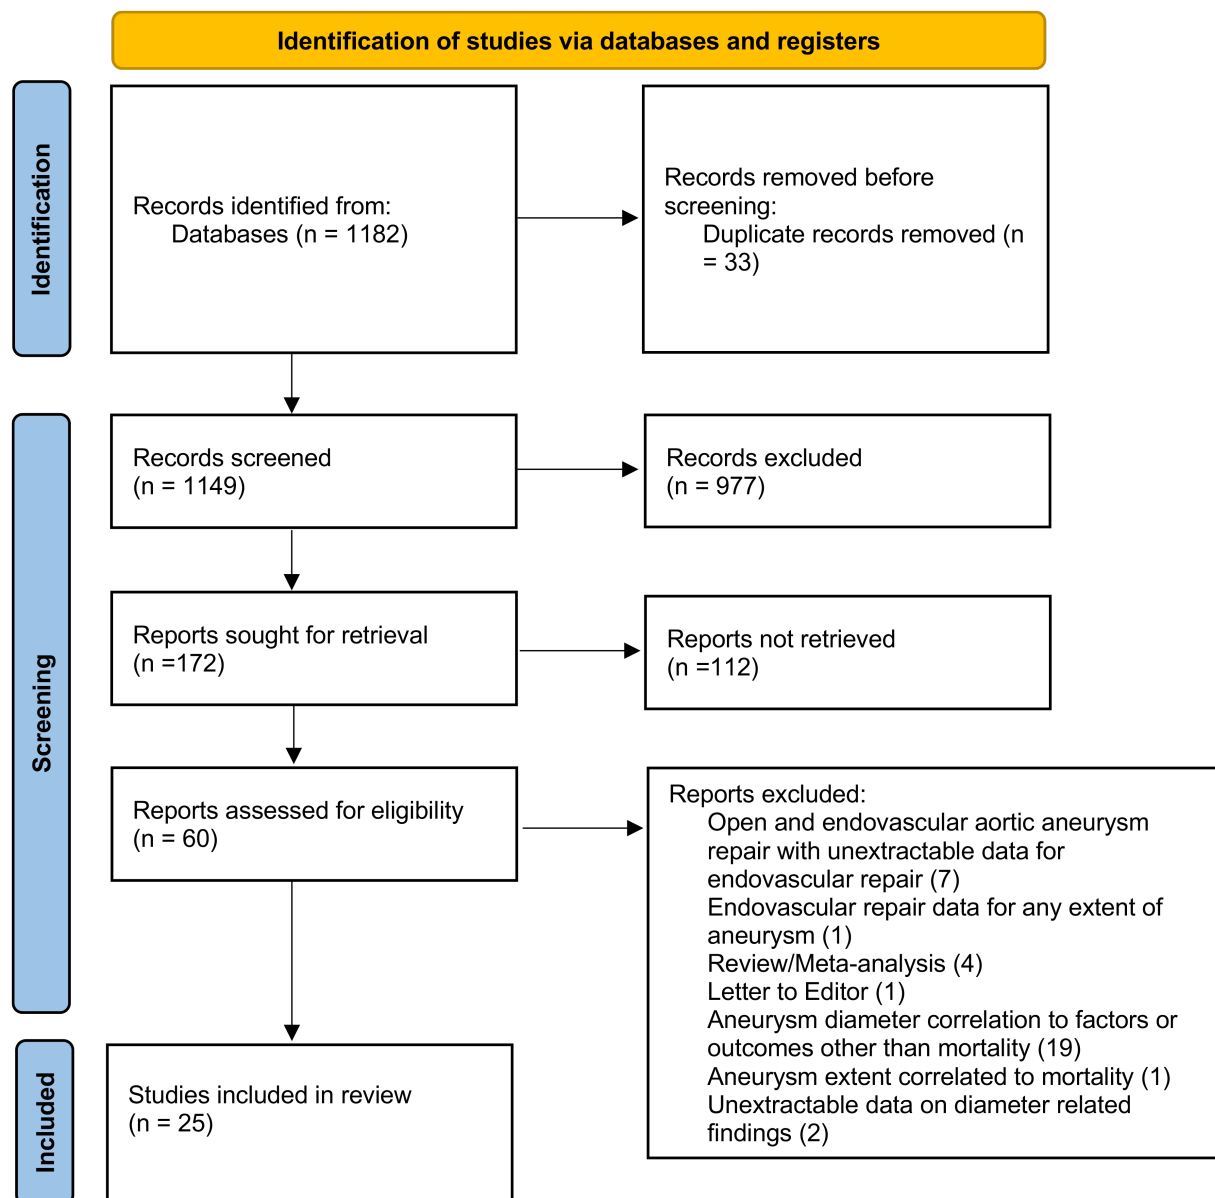 Identification of studies via databases and registers
Identification
Records identified from:
Databases (n = 1182)
Records removed before
screening:
Duplicate records removed (n
= 33)
Screening
Records screened
(n = 1149)
Records excluded
(n = 977)
Reports sought for retrieval
(n =172)
Reports not retrieved
(n =112)
Reports assessed for eligibility
(n = 60)
Reports excluded:
Open and endovascular aortic aneurysm
repair with unextractable data for
endovascular repair (7)
Endovascular repair data for any extent of
aneurysm (1)
Review/Meta-analysis (4)
Letter to Editor (1)
Aneurysm diameter correlation to factors or
outcomes other than mortality (19)
Aneurysm extent correlated to mortality (1)
Unextractable data on diameter related
findings (2)
Included
Studies included in review
(n = 25)